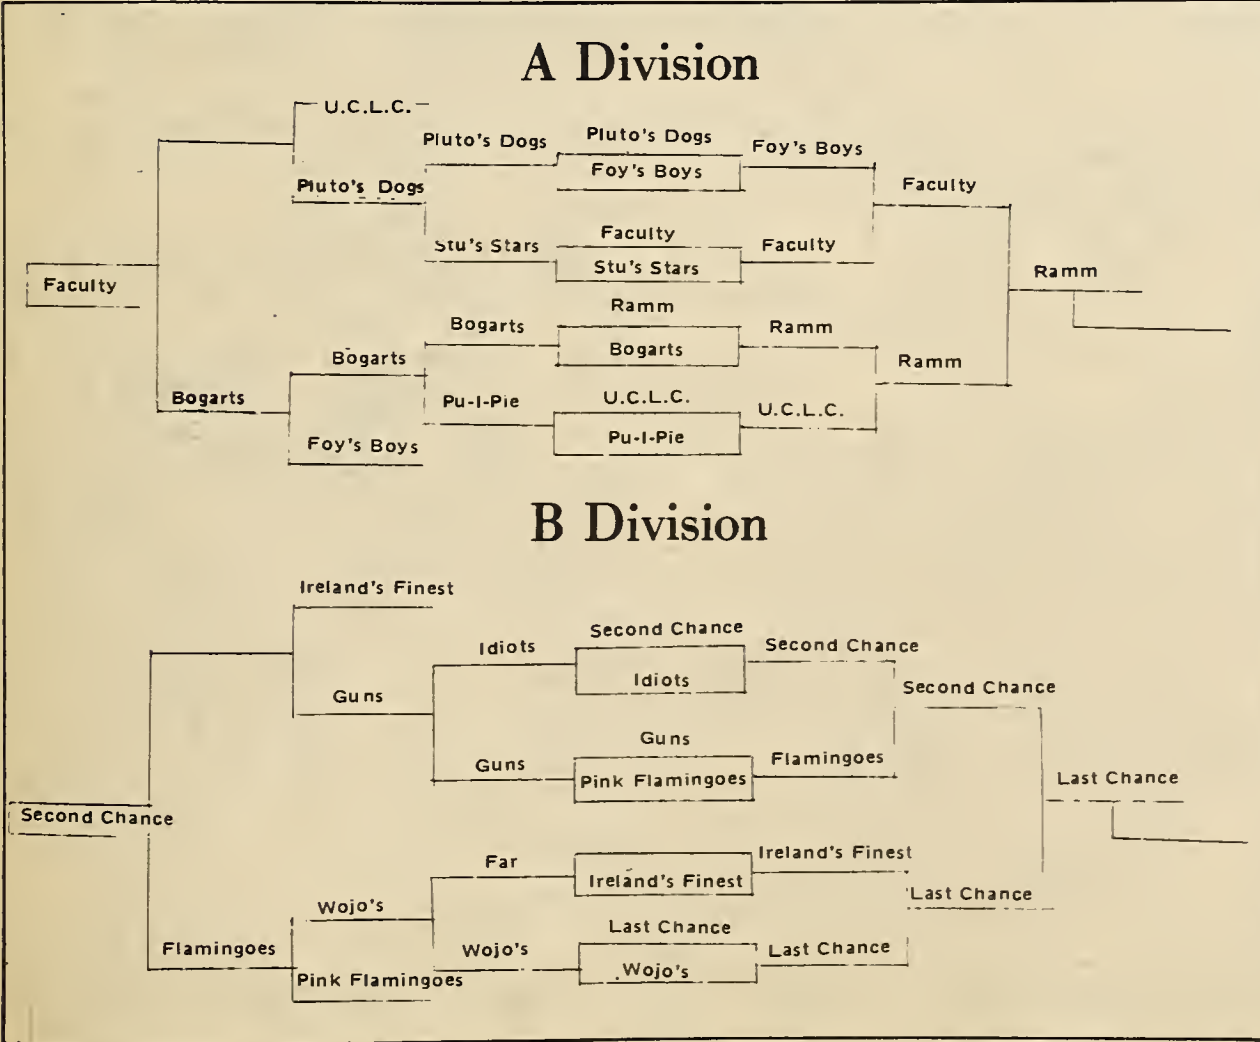 A Division
U.C.L.C.
Pluto's Dogs
Pluto's Dogs
Foy's Boys
Pluto's Dogs
Foy's Boys
Faculty
Pluto's Dogs
Stu's Stars
Faculty
Faculty
Stu's Stars
Ramm
Faculty
Ramm
Bogarts
Ramm
Bogarts
Bogarts
Ramm
Bogarts
Pu-I-Pie
U.C.L.C.
U.C.L.C.
Foy's Boys
Pu-I-Pie
B Division
Ireland's Finest
Second Chance
Idiots
Second Chance
Guns
Idiots
Second Chance
Guns
Guns
Flamingoes
Pink Flamingoes
Last Chance
Second Chance
Far
Ireland's Finest
Ireland's Finest
Last Chance
Wojo's
Last Chance
Flamingoes
Wojo's
Last Chance
Wojo's
Pink Flamingoes